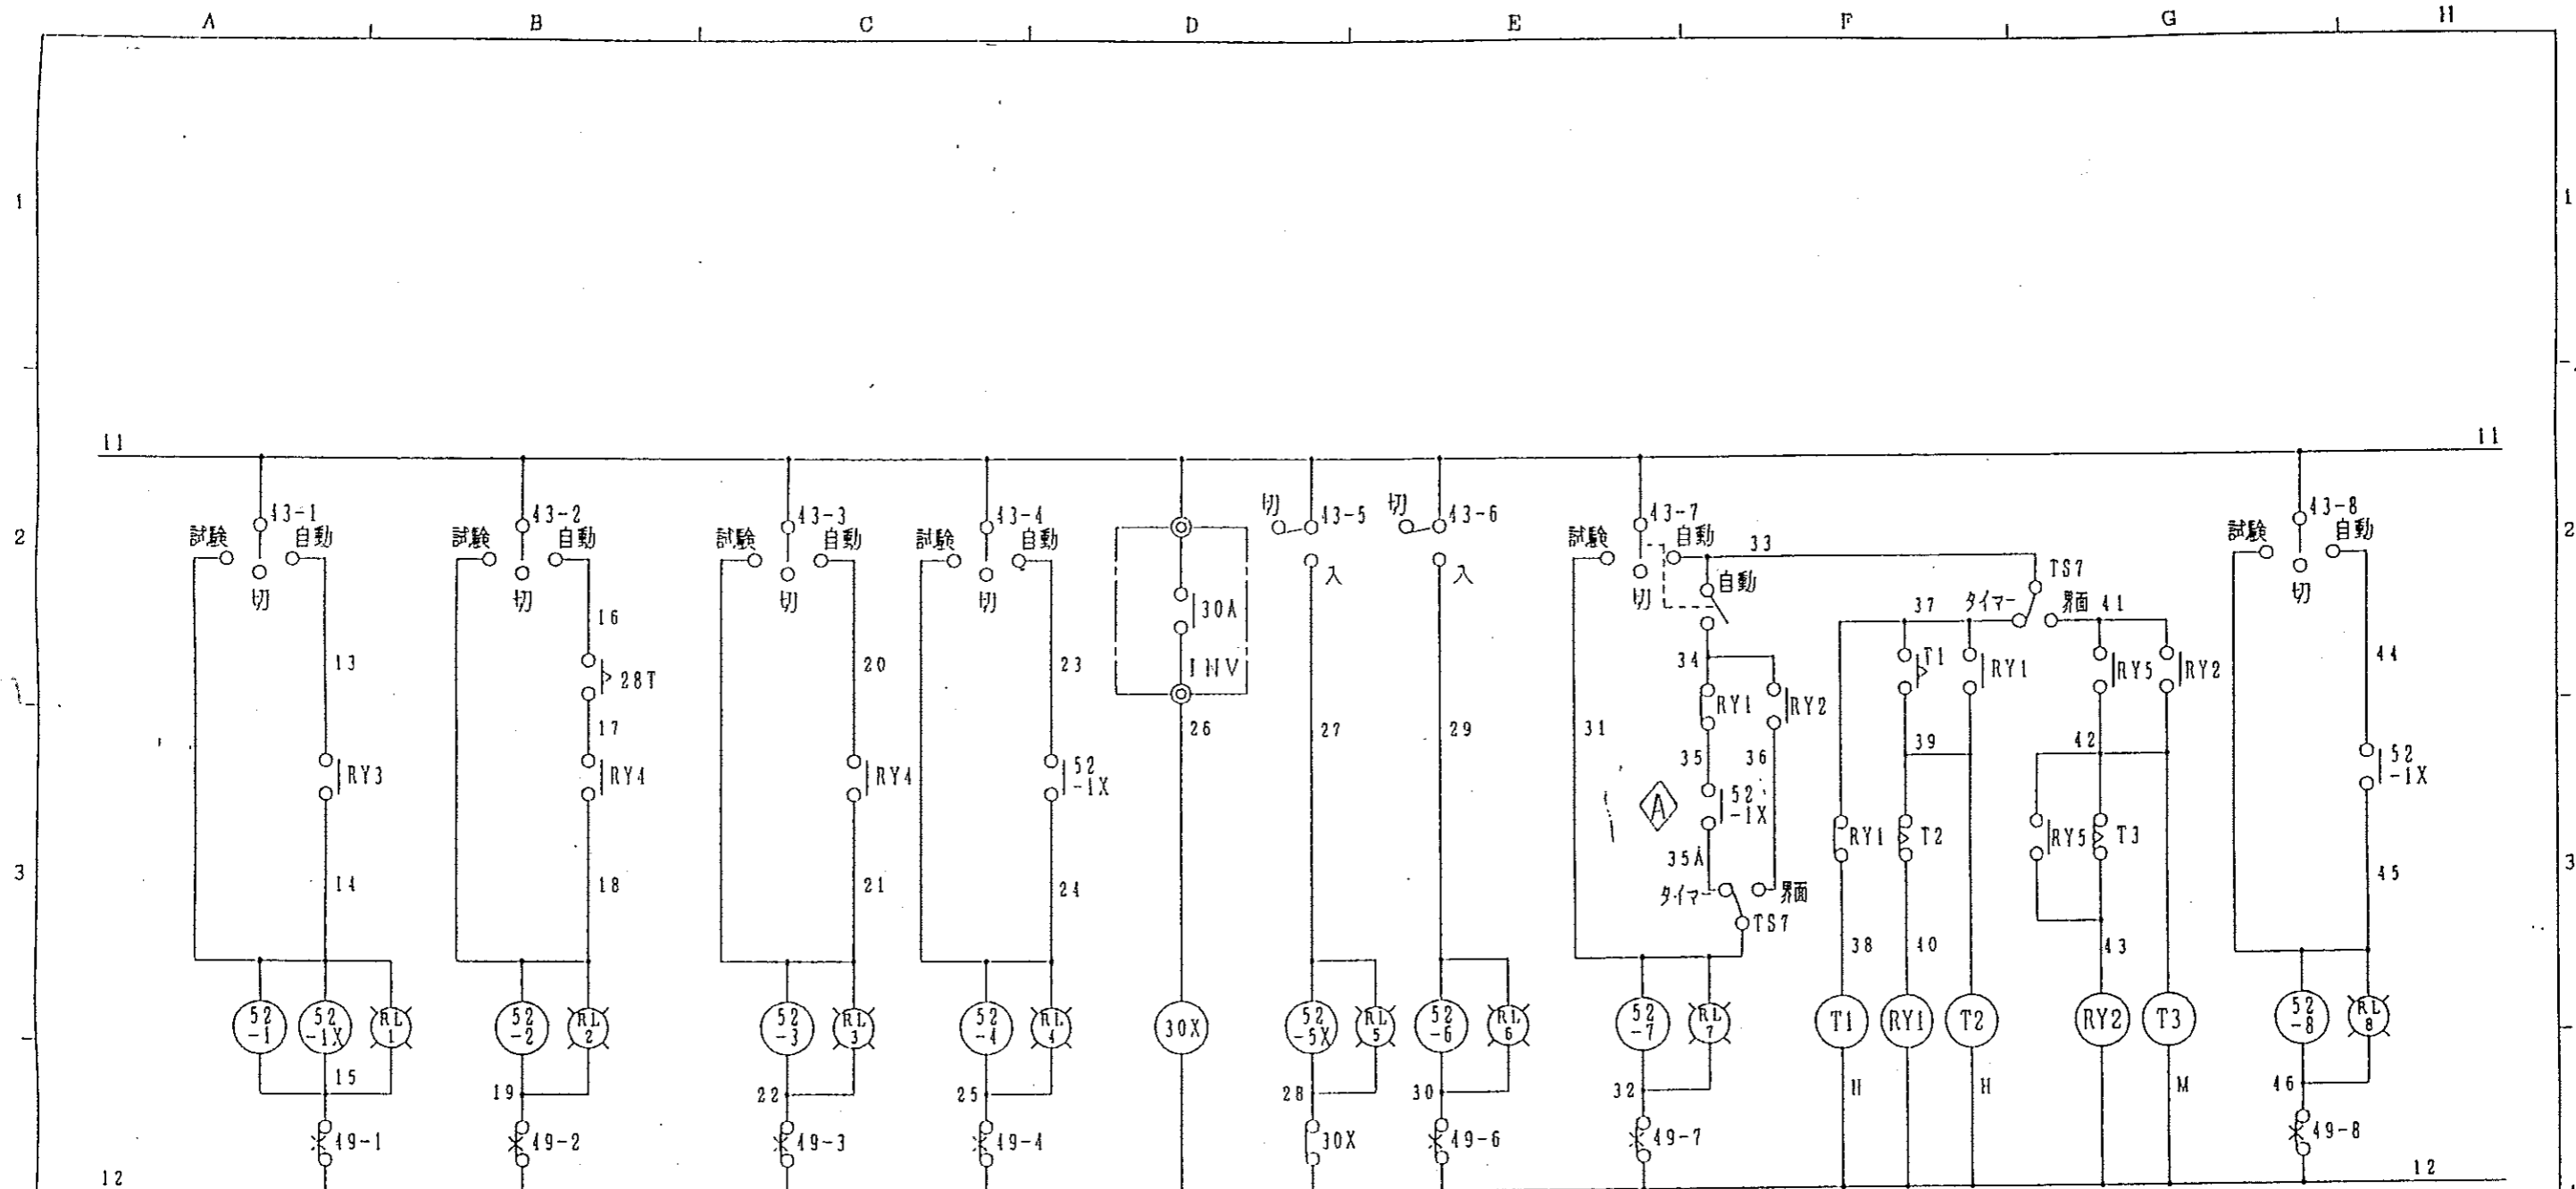 A B C D E F G H
1 1
11 11
43-1 43-2 43-3 43-4 切 43-5 切 43-6 43-7 43-8
2 2
試験 自動 試験 自動 試験 自動 試験 自動 試験 自動 33 試験 自動
切 切 切 切 入 入 切 自動 TS7 切
30A
16 37 タイマー 界面 41
13 28T 20 23 INV 34 T1 RY1 RY5 RY2 44
17 26 27 29 31 RY1 RY2
39 42
RY3 RY4 RY4 52 -1X 35 36 52 -1X
A 52 -1X
RY1 T2 RY5 T3
35A
3 3
14 18 21 24 タイマー 界面 45
TS7
38 40 43
52 -1 52 -1X RL 1 52 -2 RL 2 52 -3 RL 3 52 -4 RL 4 30X 52 -5X RL 5 52 -6 RL 6 52 -7 RL 7 T1 RY1 T2 RY2 T3 52 -8 RL 8
15 19 22 25 28 30 32 H H M 46
49-1 49-2 49-3 49-4 30X 49-6 49-7 49-8
12 12